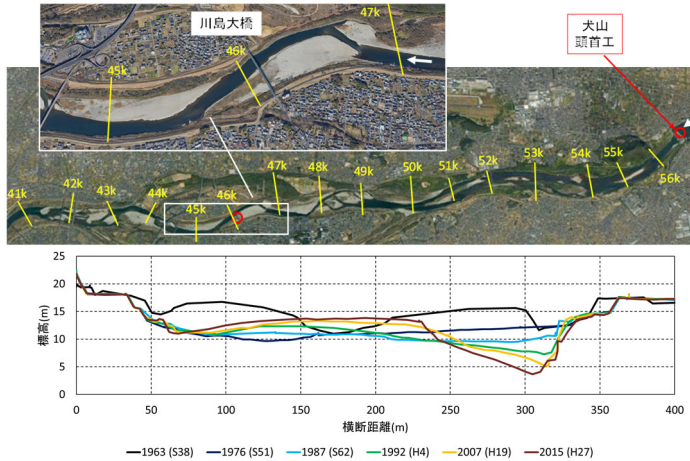 川島大橋
47k
46k
45k
犬山
頭首工
41k
42k
43k
44k
45k
46k
47k
48k
49k
50k
51k
52k
53k
54k
55k
56k
標高(m)
25
20
15
10
5
0
0
50
100
150
200
250
300
350
400
横断距離(m)
1963 (S38)
1976 (S51)
1987 (S62)
1992 (H4)
2007 (H19)
2015 (H27)